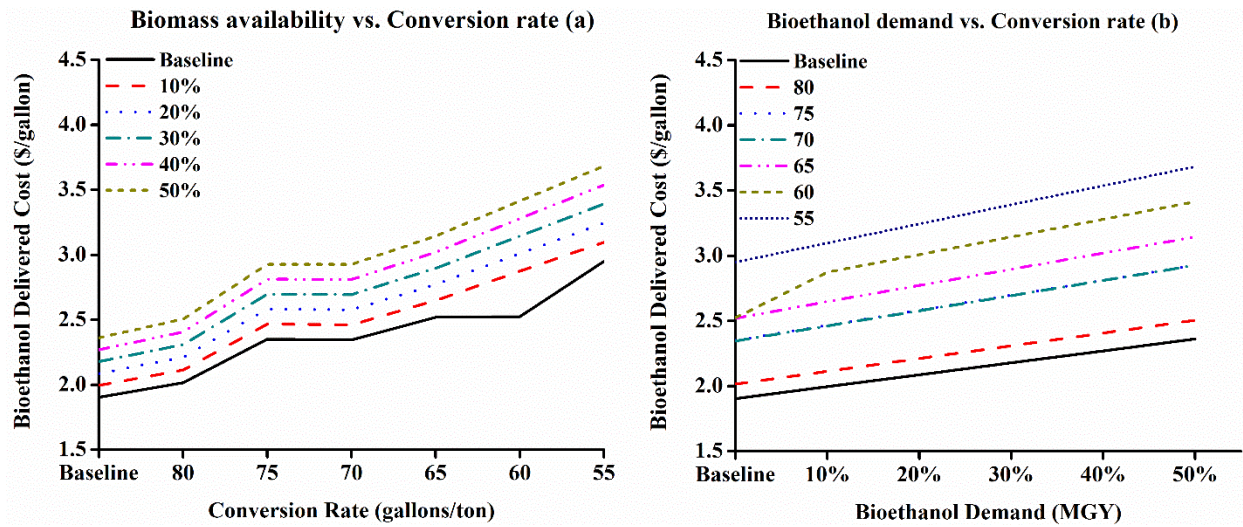 Biomass availability vs. Conversion rate (a)
Bioethanol Delivered Cost ($/gallon)
4.5
4.0
3.5
3.0
2.5
2.0
1.5
Baseline
10%
20%
30%
40%
50%
Baseline 80 75 70 65 60 55
Conversion Rate (gallons/ton)
Bioethanol demand vs. Conversion rate (b)
Bioethanol Delivered Cost ($/gallon)
4.5
4.0
3.5
3.0
2.5
2.0
1.5
Baseline
80
75
70
65
60
55
Baseline 10% 20% 30% 40% 50%
Bioethanol Demand (MGY)